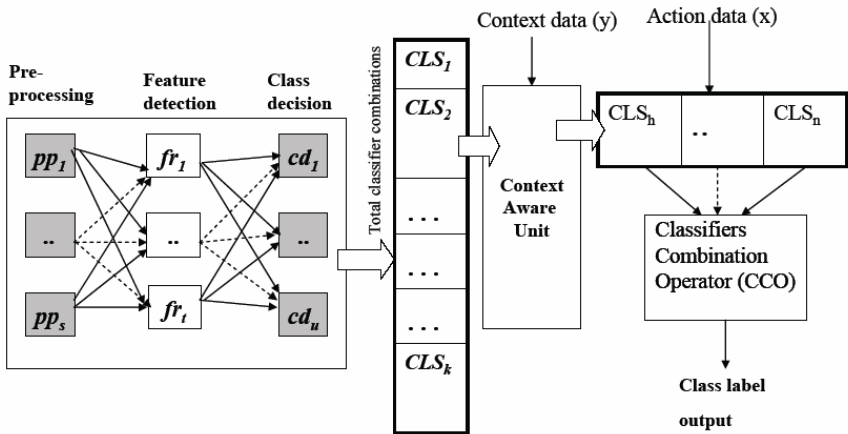 Pre-
processing
Feature
detection
Class
decision
pp1
..
pps
fr1
..
frt
cd1
..
cdu
Total classifier combinations
CLS1
CLS2
...
...
...
CLSk
Context data (y)
Context
Aware
Unit
Action data (x)
CLSh
..
CLSn
Classifiers
Combination
Operator (CCO)
Class label
output